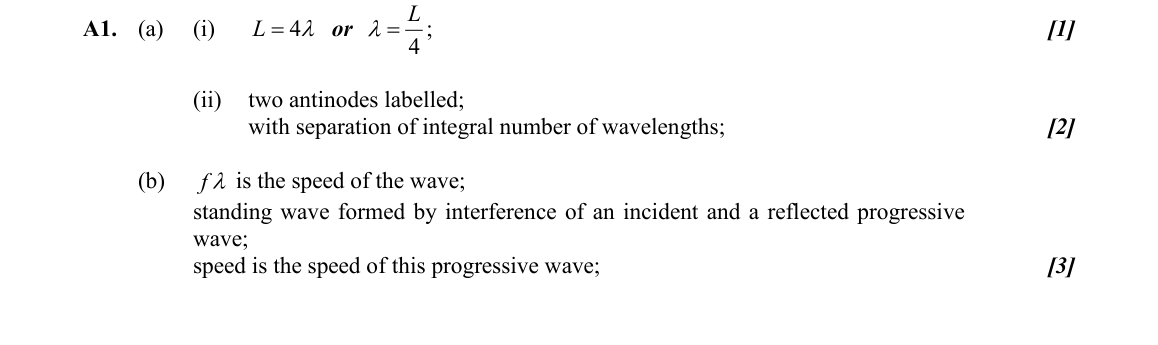 A1. (a) (i) L = 4λ or λ = L/4; [1]
(ii) two antinodes labelled;
with separation of integral number of wavelengths; [2]
(b) fλ is the speed of the wave;
standing wave formed by interference of an incident and a reflected progressive
wave;
speed is the speed of this progressive wave; [3]